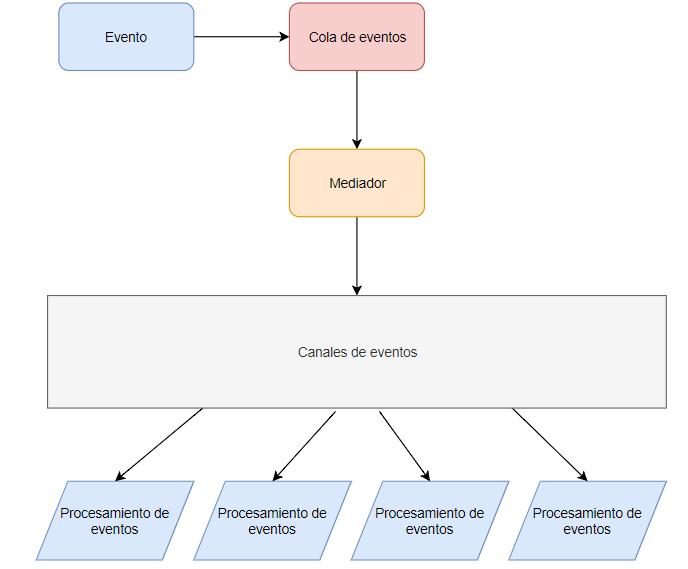 Evento
Cola de eventos
Mediador
Canales de eventos
Procesamiento de
eventos
Procesamiento de
eventos
Procesamiento de
eventos
Procesamiento de
eventos